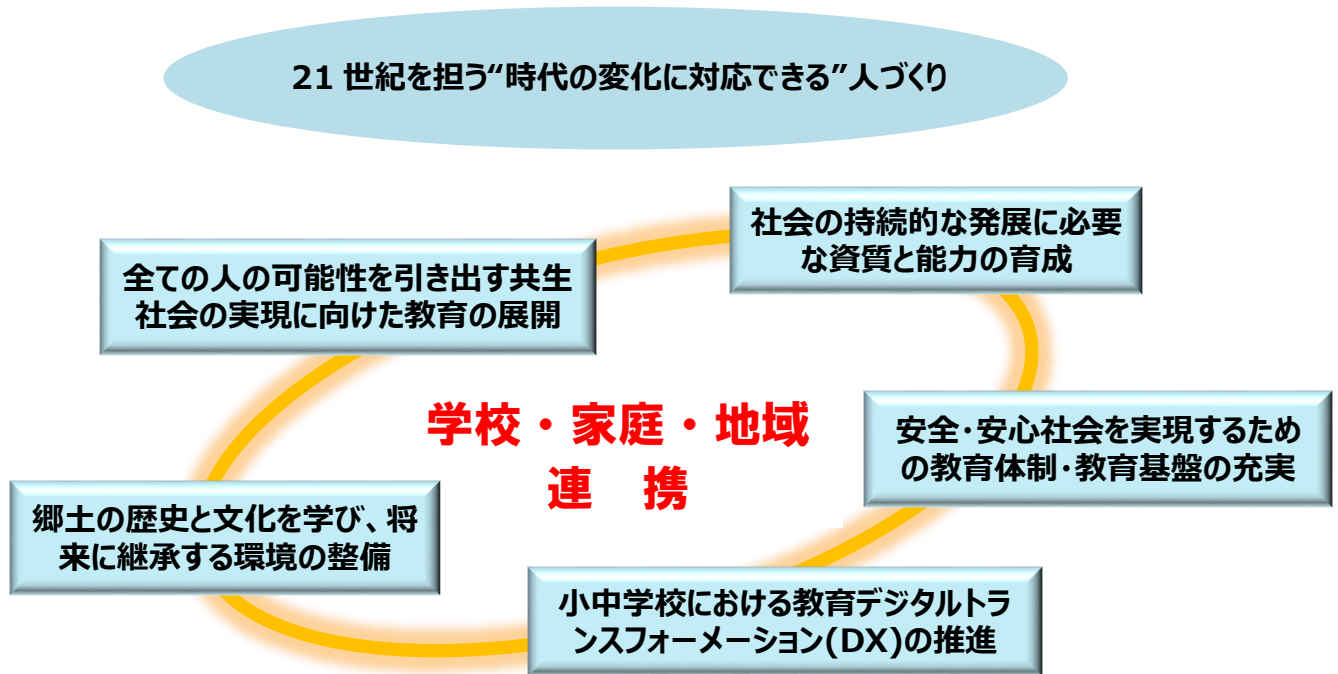 21 世紀を担う“時代の変化に対応できる”人づくり
社会の持続的な発展に必要
な資質と能力の育成
全ての人の可能性を引き出す共生
社会の実現に向けた教育の展開
学校・家庭・地域
連　携
安全・安心社会を実現するため
の教育体制・教育基盤の充実
郷土の歴史と文化を学び、将
来に継承する環境の整備
小中学校における教育デジタルトラ
ンスフォーメーション(DX)の推進